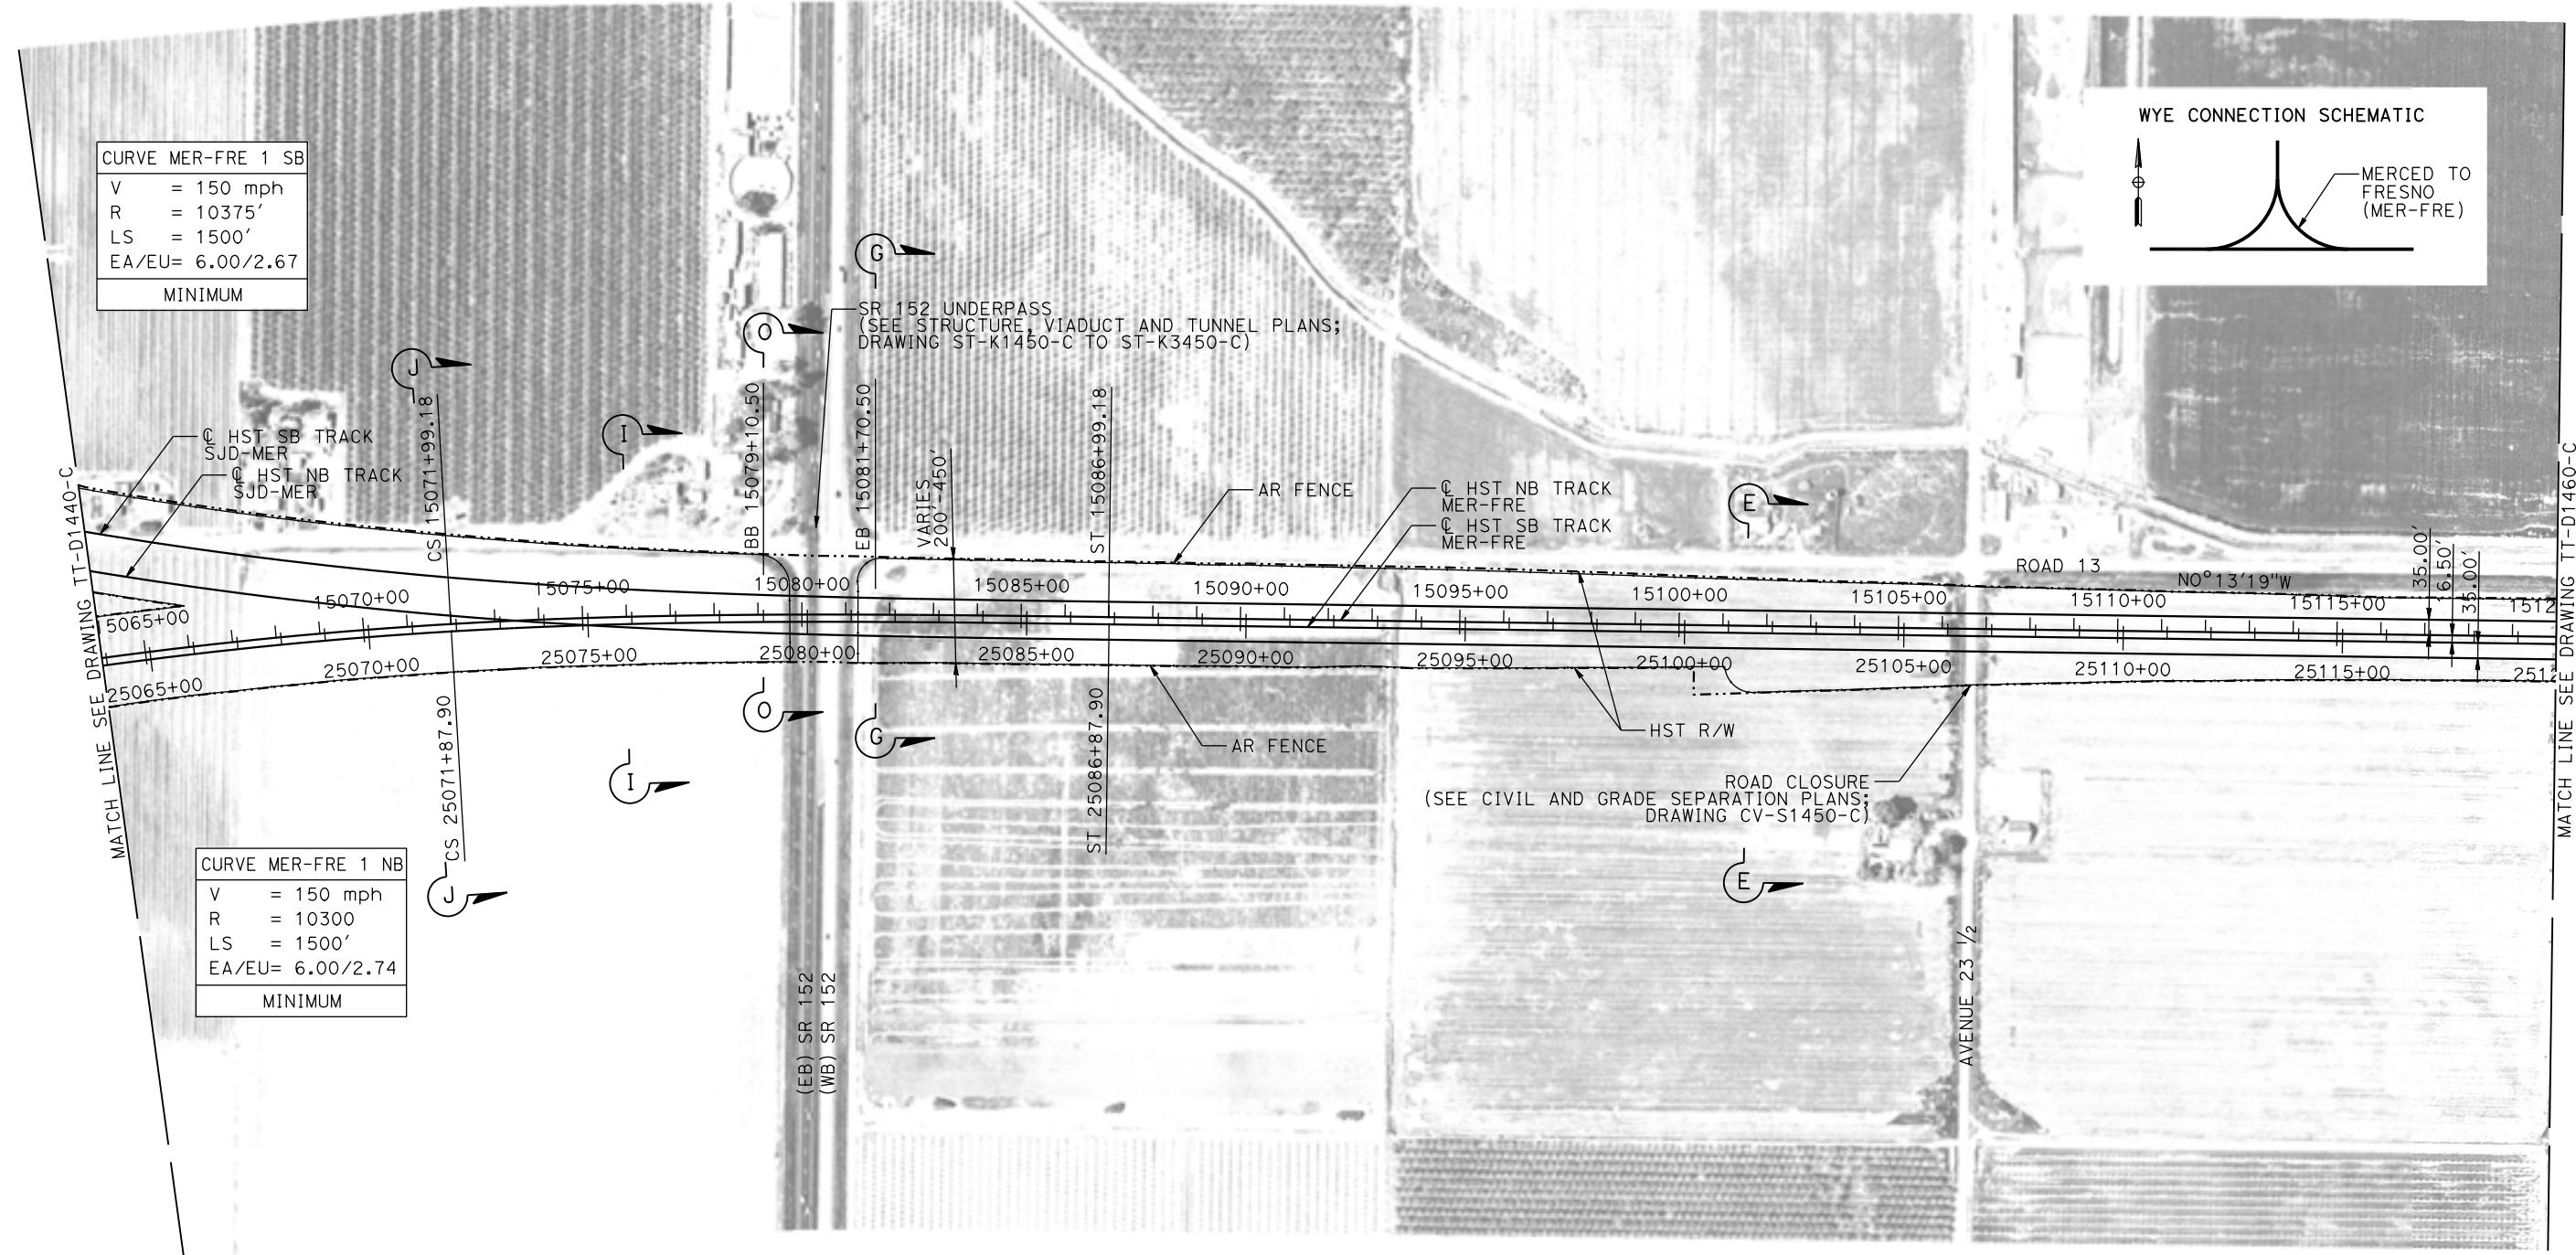 CURVE MER-FRE 1 SB
V = 150 mph
R = 10375'
LS = 1500'
EA/EU= 6.00/2.67
MINIMUM
WYE CONNECTION SCHEMATIC
MERCED TO
FRESNO
(MER-FRE)
G
O
J
I
E
SR 152 UNDERPASS
(SEE STRUCTURE, VIADUCT AND TUNNEL PLANS;
DRAWING ST-K1450-C TO ST-K3450-C)
℄ HST SB TRACK
SJD-MER
℄ HST NB TRACK
SJD-MER
CS 15071+99.18
BB 15079+10.50
EB 15081+70.50
VARIES
200'-450'
ST 15086+99.18
AR FENCE
℄ HST NB TRACK
MER-FRE
℄ HST SB TRACK
MER-FRE
ROAD 13
N0°13'19"W
35.00'
16.50'
35.00'
MATCH LINE SEE DRAWING TT-D1440-C
MATCH LINE SEE DRAWING TT-D1460-C
5065+00
15070+00
15075+00
15080+00
15085+00
15090+00
15095+00
15100+00
15105+00
15110+00
15115+00
1512
25065+00
25070+00
25075+00
25080+00
25085+00
25090+00
25095+00
25100+00
25105+00
25110+00
25115+00
2512
CS 25071+87.90
ST 25086+87.90
O
G
I
J
E
AR FENCE
HST R/W
ROAD CLOSURE
(SEE CIVIL AND GRADE SEPARATION PLANS;
DRAWING CV-S1450-C)
CURVE MER-FRE 1 NB
V = 150 mph
R = 10300
LS = 1500'
EA/EU= 6.00/2.74
MINIMUM
(EB) SR 152
(WB) SR 152
AVENUE 23 ½